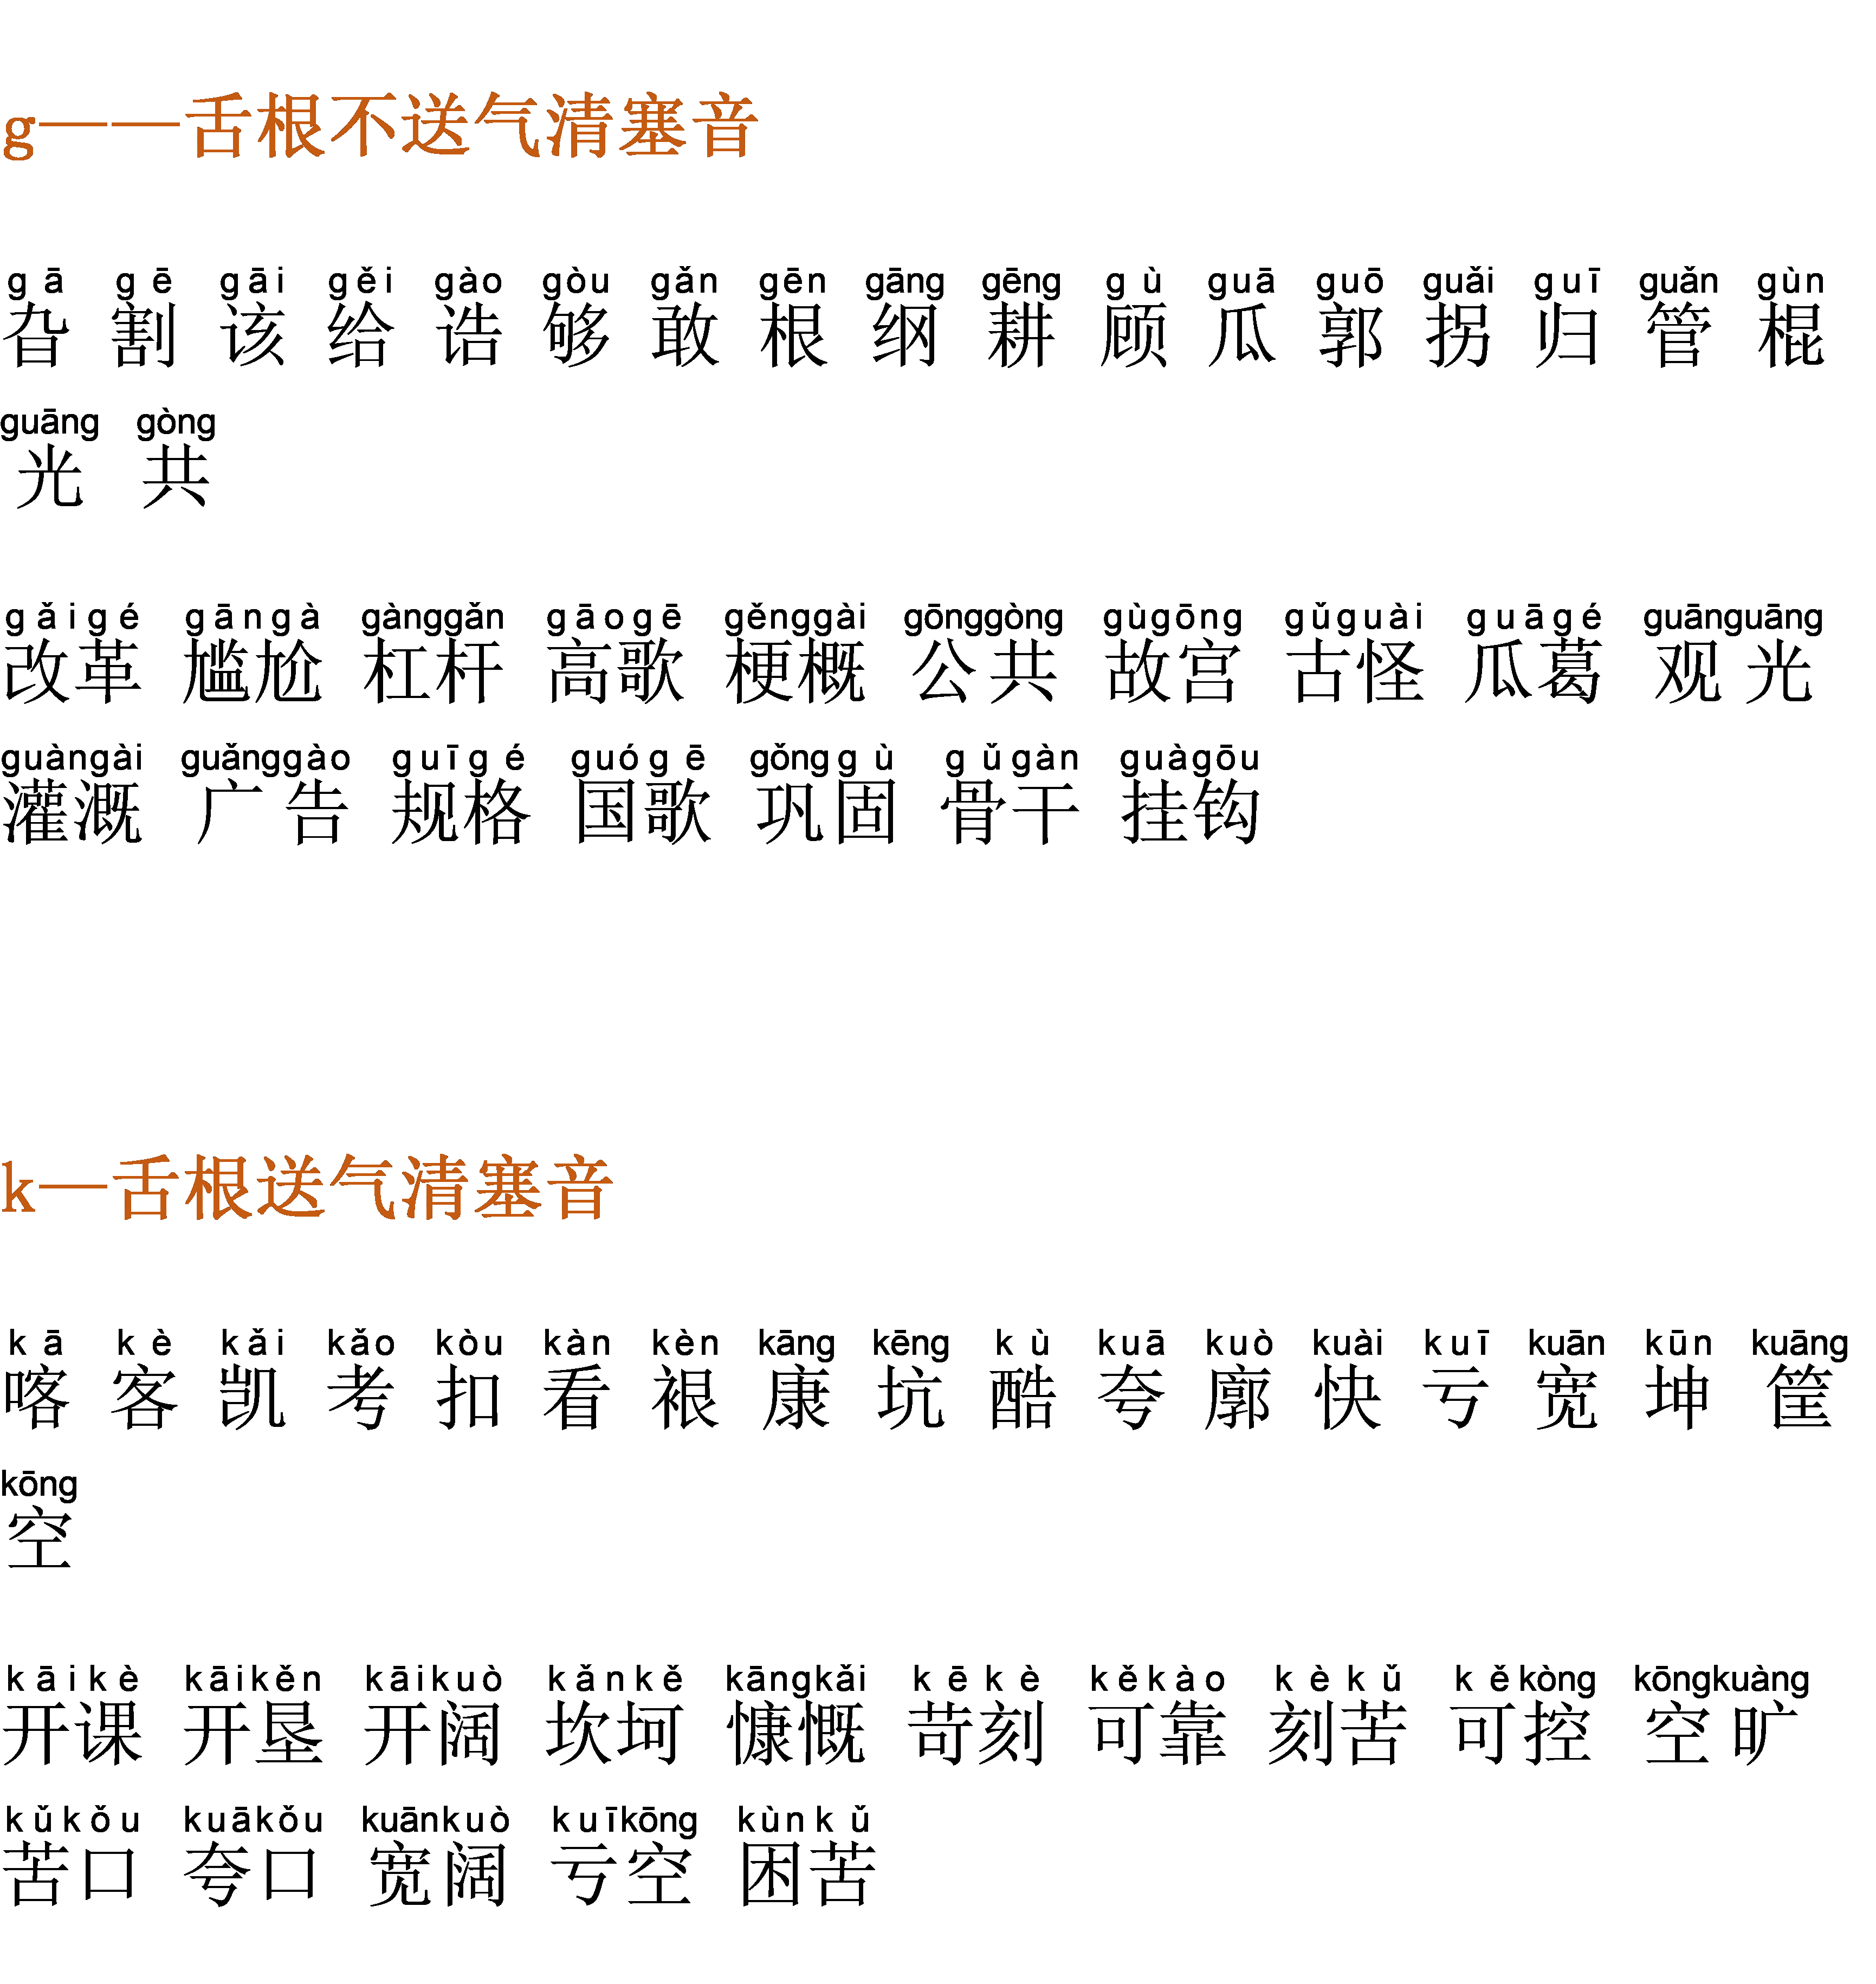 g——舌根不送气清塞音
gā gē gāi gěi gào gòu gǎn gēn gāng gēng gù guā guō guǎi guī guǎn gùn
旮 割 该 给 诰 够 敢 根 纲 耕 顾 瓜 郭 拐 归 管 棍
guāng gòng
光 共
gǎigé gāngà gànggǎn gāogē gěnggài gōnggòng gùgōng gǔguài guāgé guānguāng
改革 尴尬 杠杆 高歌 梗概 公共 故宫 古怪 瓜葛 观光
guàngài guǎnggào guīgé guógē gǒnggù gǔgàn guàgōu
灌溉 广告 规格 国歌 巩固 骨干 挂钩
k—舌根送气清塞音
kā kè kǎi kǎo kòu kàn kèn kāng kēng kù kuā kuò kuài kuī kuān kūn kuāng
喀 客 凯 考 扣 看 裉 康 坑 酷 夸 廓 快 亏 宽 坤 筐
kōng
空
kāikè kāikěn kāikuò kǎnkě kāngkǎi kēkè kěkào kèkǔ kěkòng kōngkuàng
开课 开垦 开阔 坎坷 慷慨 苛刻 可靠 刻苦 可控 空旷
kǔkǒu kuākǒu kuānkuò kuīkōng kùnkǔ
苦口 夸口 宽阔 亏空 困苦